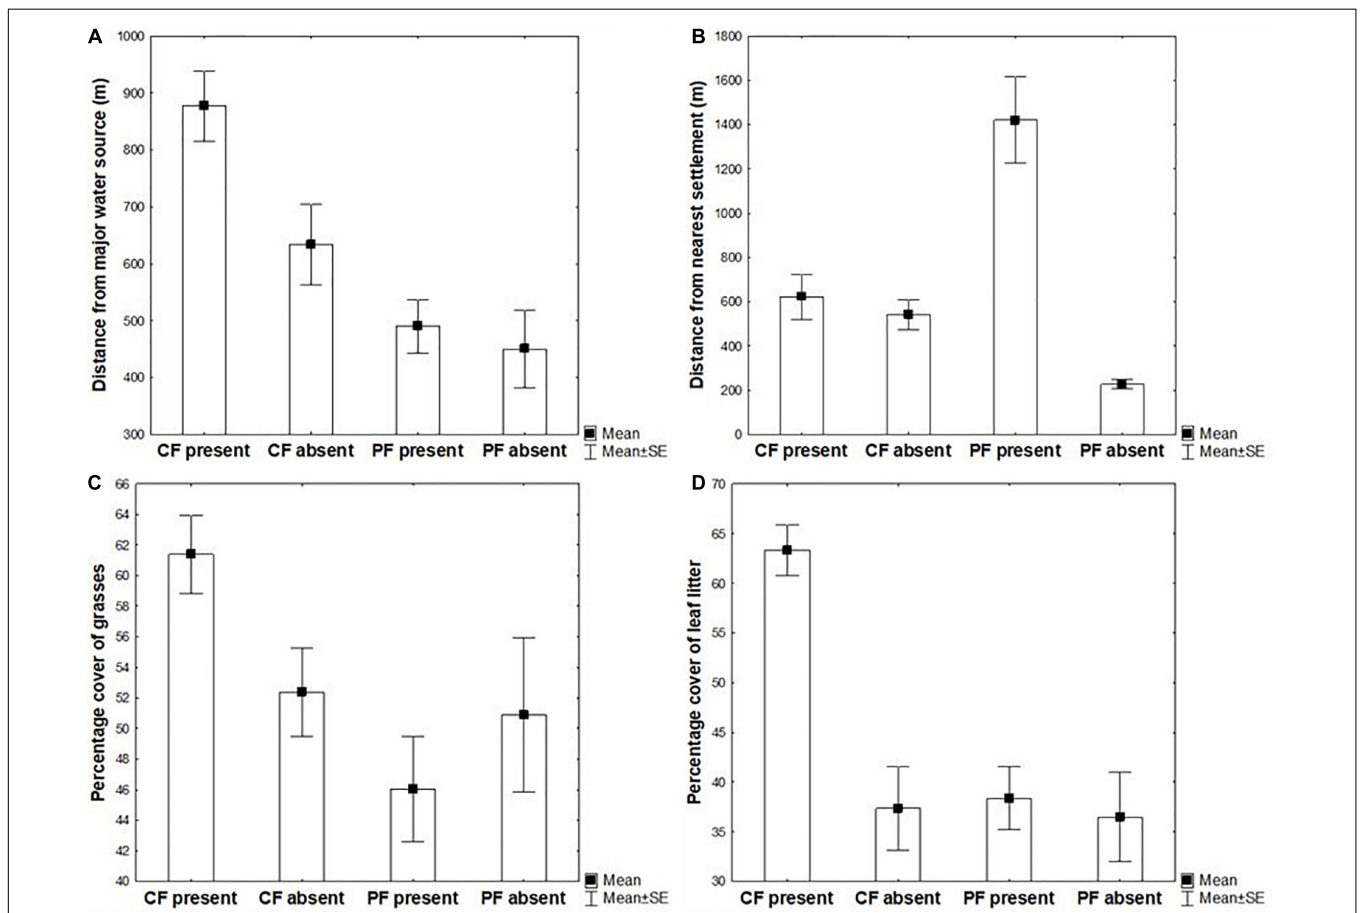 A
Distance from major water source (m)
1000
900
800
700
600
500
400
300
CF present CF absent PF present PF absent
Mean
Mean±SE
B
Distance from nearest settlement (m)
1800
1600
1400
1200
1000
800
600
400
200
0
CF present CF absent PF present PF absent
Mean
Mean±SE
C
Percentage cover of grasses
66
64
62
60
58
56
54
52
50
48
46
44
42
40
CF present CF absent PF present PF absent
Mean
Mean±SE
D
Percentage cover of leaf litter
70
65
60
55
50
45
40
35
30
CF present CF absent PF present PF absent
Mean
Mean±SE